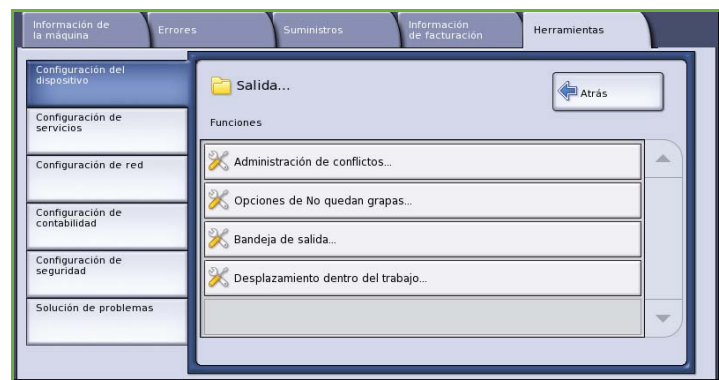 Información de
la máquina
Errores
Suministros
Información
de facturación
Herramientas
Configuración del
dispositivo
Configuración de
servicios
Configuración de red
Configuración de
contabilidad
Configuración de
seguridad
Solución de problemas
Salida...
Atrás
Funciones
Administración de conflictos...
Opciones de No quedan grapas...
Bandeja de salida...
Desplazamiento dentro del trabajo...